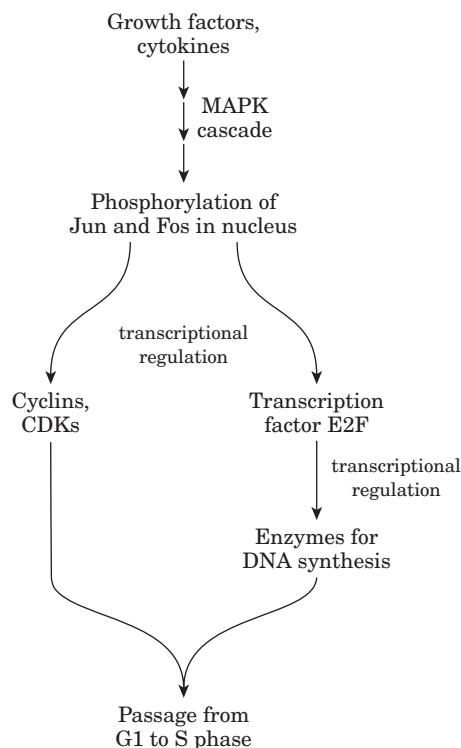 Growth factors,
cytokines
MAPK
cascade
Phosphorylation of
Jun and Fos in nucleus
transcriptional
regulation
Cyclins,
CDKs
Transcription
factor E2F
transcriptional
regulation
Enzymes for
DNA synthesis
Passage from
G1 to S phase